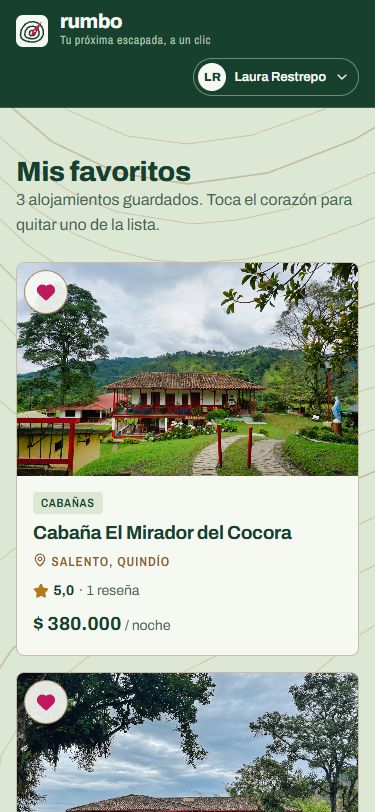 rumbo
Tu próxima escapada, a un clic
LR Laura Restrepo
Mis favoritos
3 alojamientos guardados. Toca el corazón para
quitar uno de la lista.
CABAÑAS
Cabaña El Mirador del Cocora
SALENTO, QUINDÍO
5,0 · 1 reseña
$ 380.000 / noche